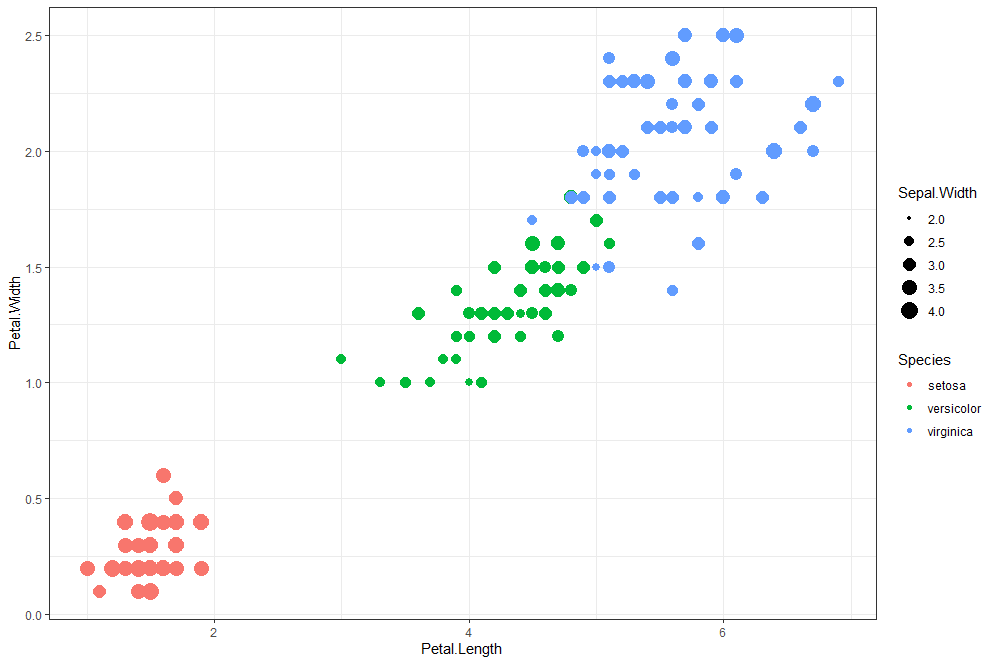 2.5
2.0
1.5
1.0
0.5
0.0
Petal.Width
2
4
6
Petal.Length
Sepal.Width
2.0
2.5
3.0
3.5
4.0
Species
setosa
versicolor
virginica